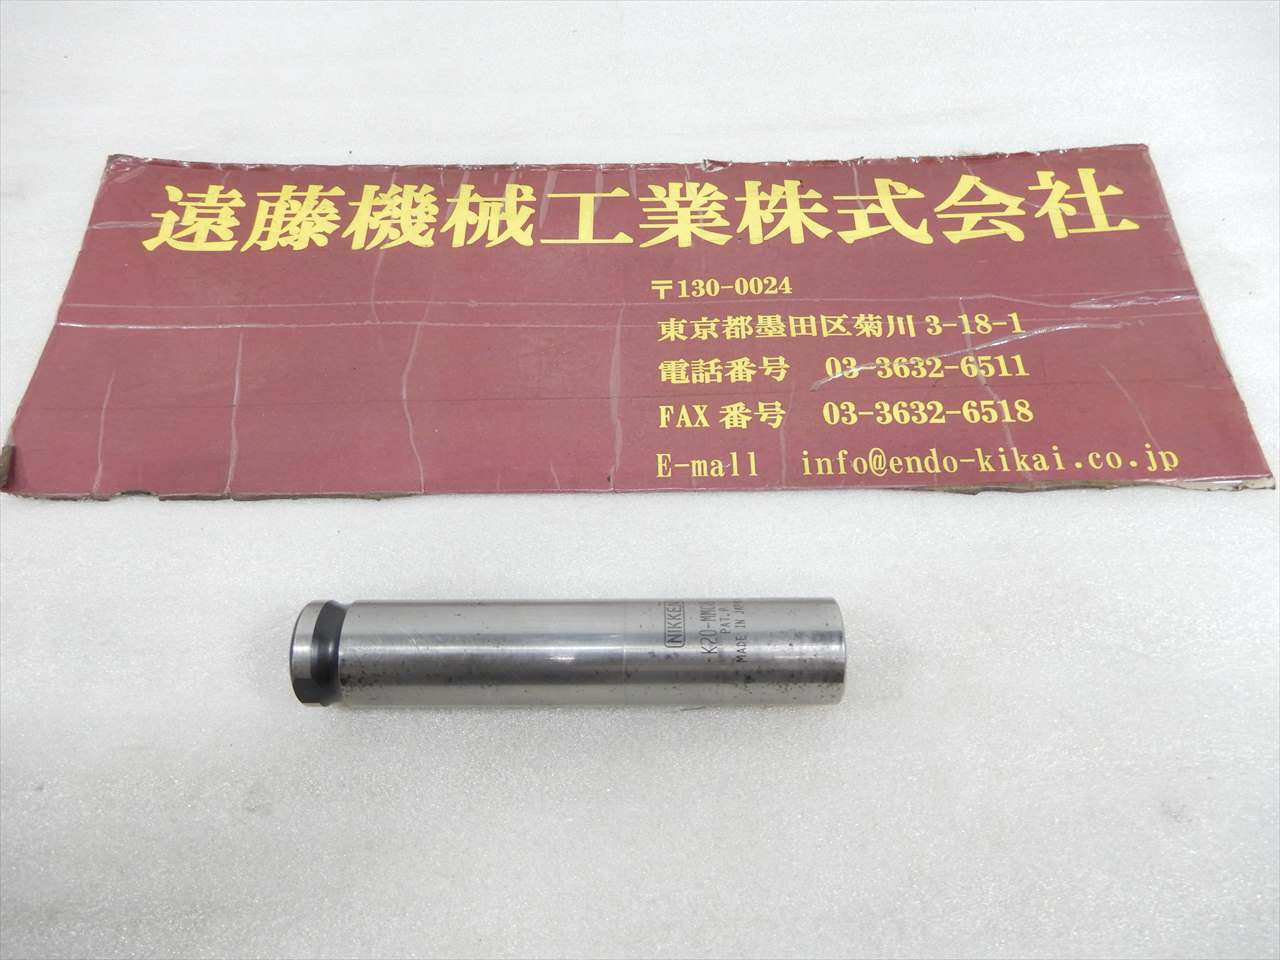 遠藤機械工業株式会社
〒130-0024
東京都墨田区菊川 3-18-1
電話番号 03-3632-6511
FAX 番号 03-3632-6518
E-mall info@endo-kikai.co.jp
NIKKEN
PAT.P
MADE IN